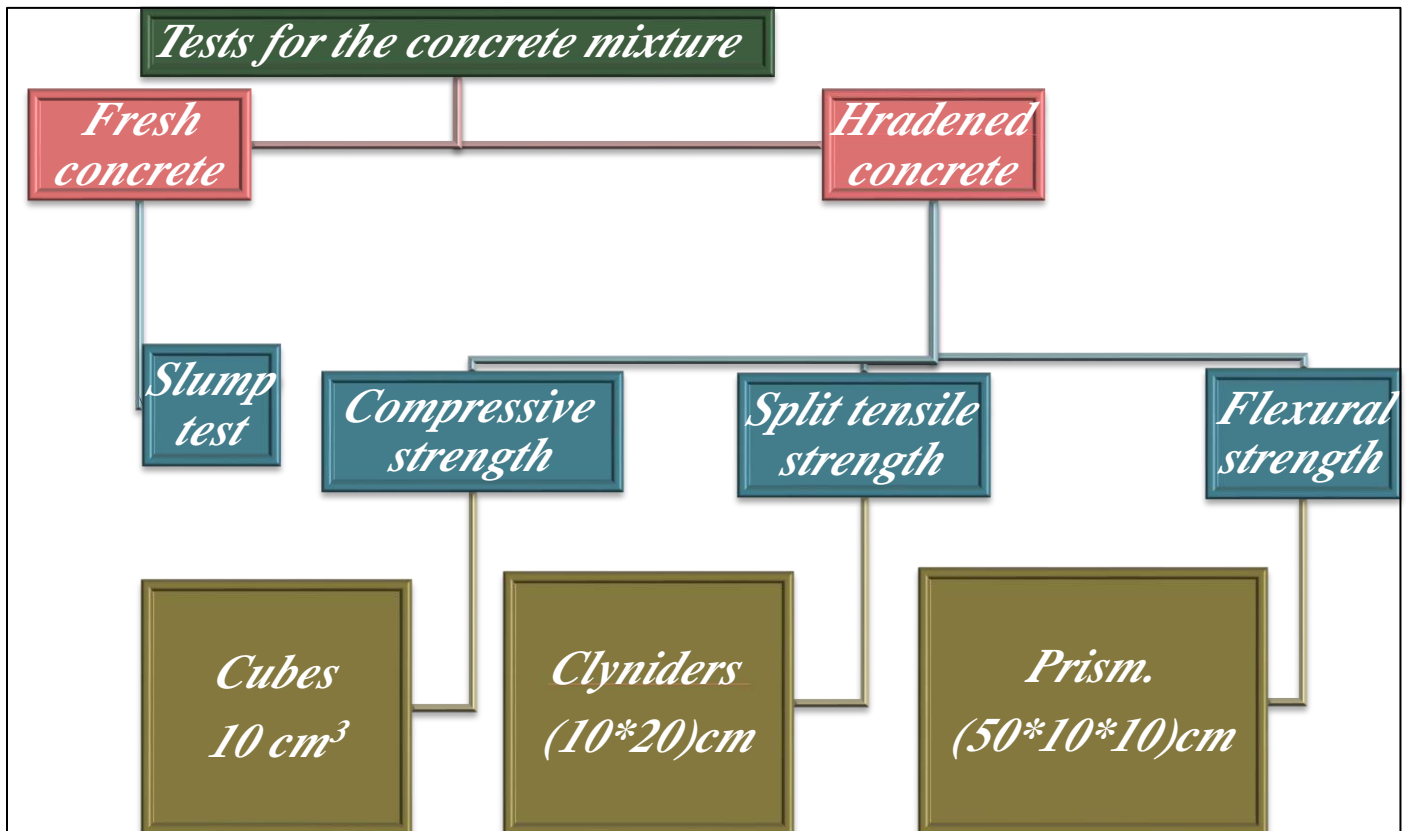 Tests for the concrete mixture
Fresh
concrete
Hradened
concrete
Slump
test
Compressive
strength
Split tensile
strength
Flexural
strength
Cubes
10 cm³
Clyniders
(10*20)cm
Prism.
(50*10*10)cm